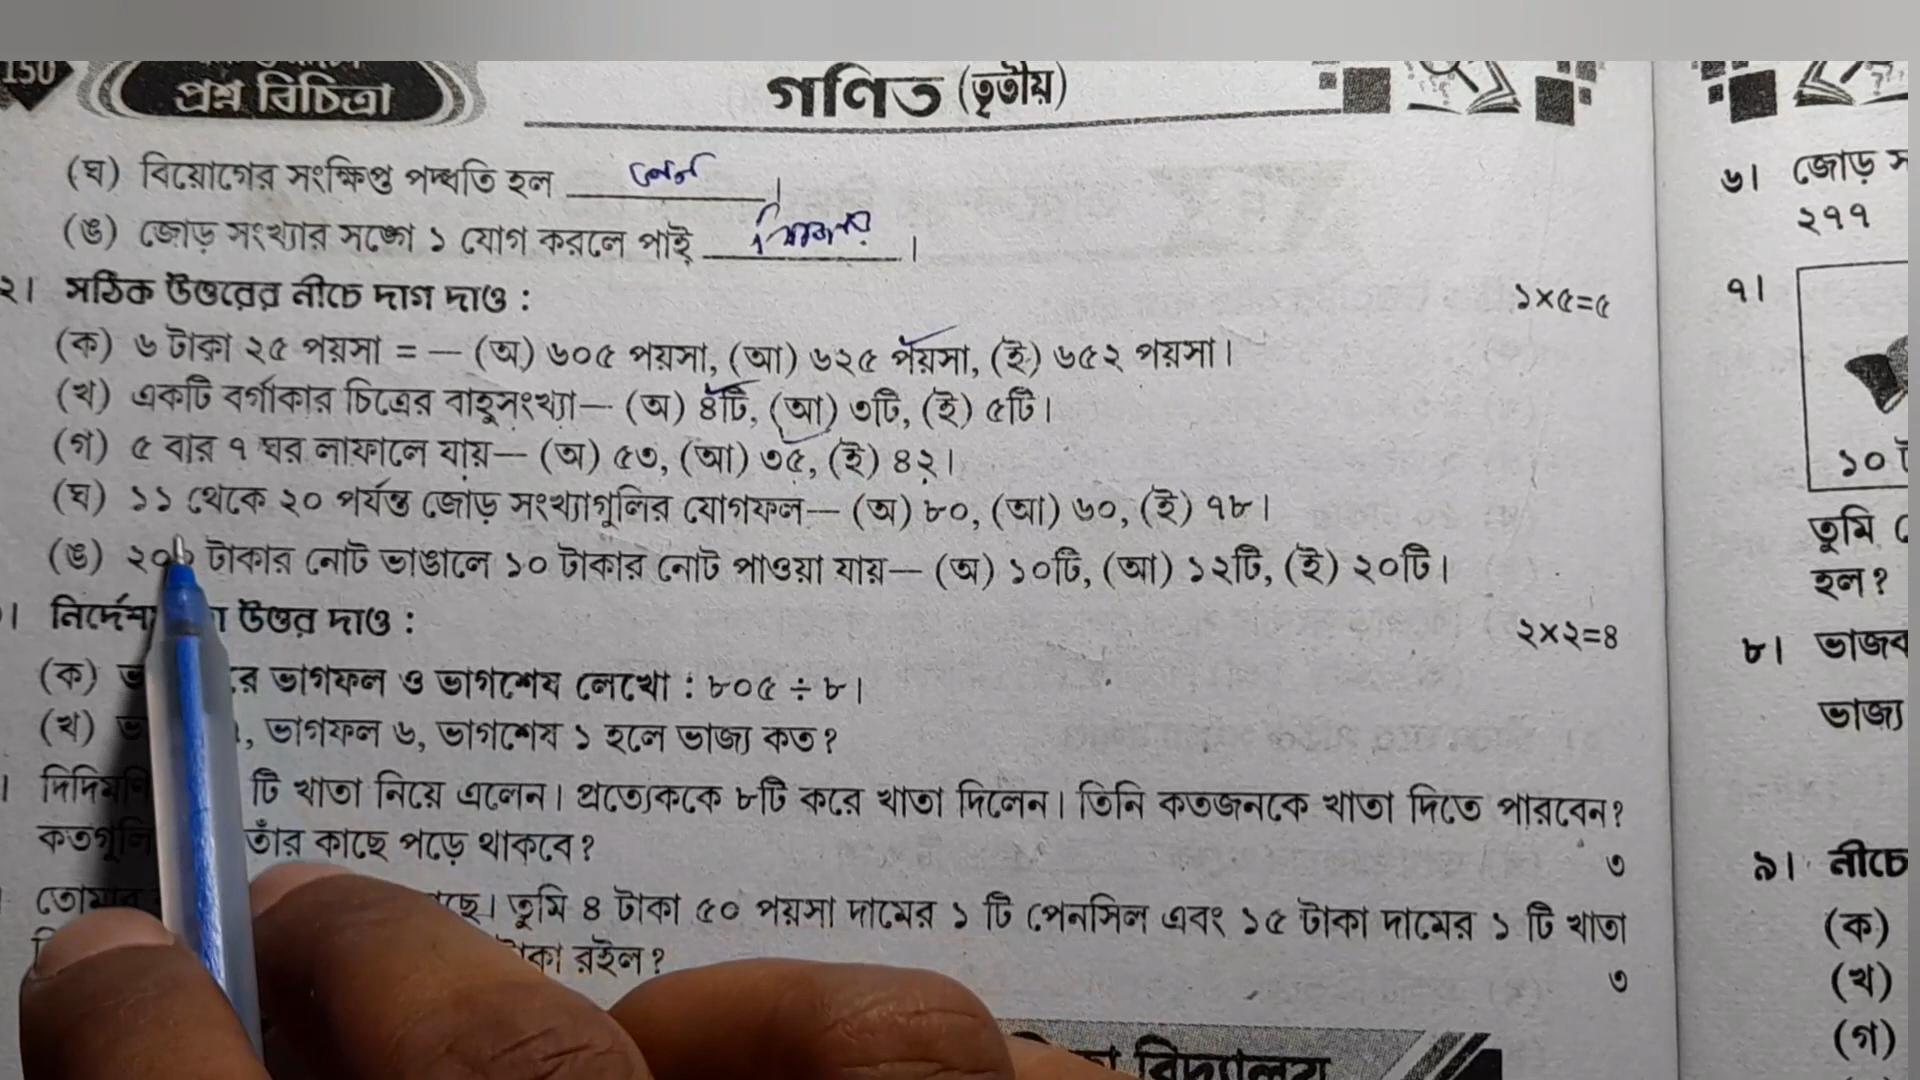 150
প্রশ্ন বিচিত্রা
গণিত (তৃতীয়)
(ঘ) বিয়োগের সংক্ষিপ্ত পদ্ধতি হল ___।
(ঙ) জোড় সংখ্যার সঙ্গে ১ যোগ করলে পাই ___।
২। সঠিক উত্তরের নীচে দাগ দাও : ১×৫=৫
(ক) ৬ টাকা ২৫ পয়সা = — (অ) ৬০৫ পয়সা, (আ) ৬২৫ পয়সা, (ই) ৬৫২ পয়সা।
(খ) একটি বর্গাকার চিত্রের বাহুসংখ্যা— (অ) ৪টি, (আ) ৩টি, (ই) ৫টি।
(গ) ৫ বার ৭ ঘর লাফালে যায়— (অ) ৫৩, (আ) ৩৫, (ই) ৪২।
(ঘ) ১১ থেকে ২০ পর্যন্ত জোড় সংখ্যাগুলির যোগফল— (অ) ৮০, (আ) ৬০, (ই) ৭৮।
(ঙ) টাকার নোট ভাঙালে ১০ টাকার নোট পাওয়া যায়— (অ) ১০টি, (আ) ১২টি, (ই) ২০টি।
উত্তর দাও : ২×২=৪
(ক) ভাগফল ও ভাগশেষ লেখো : ৮০৫ ÷ ৮।
(খ) , ভাগফল ৬, ভাগশেষ ১ হলে ভাজ্য কত?
টি খাতা নিয়ে এলেন। প্রত্যেককে ৮টি করে খাতা দিলেন। তিনি কতজনকে খাতা দিতে পারবেন?
তাঁর কাছে পড়ে থাকবে? ৩
তুমি ৪ টাকা ৫০ পয়সা দামের ১ টি পেনসিল এবং ১৫ টাকা দামের ১ টি খাতা
রইল? ৩
৬। জোড়
২৭৭
৭।
১০
তুমি
হল?
৮।
ভাজ্য
৯। নীচে
(ক)
(খ)
(গ)